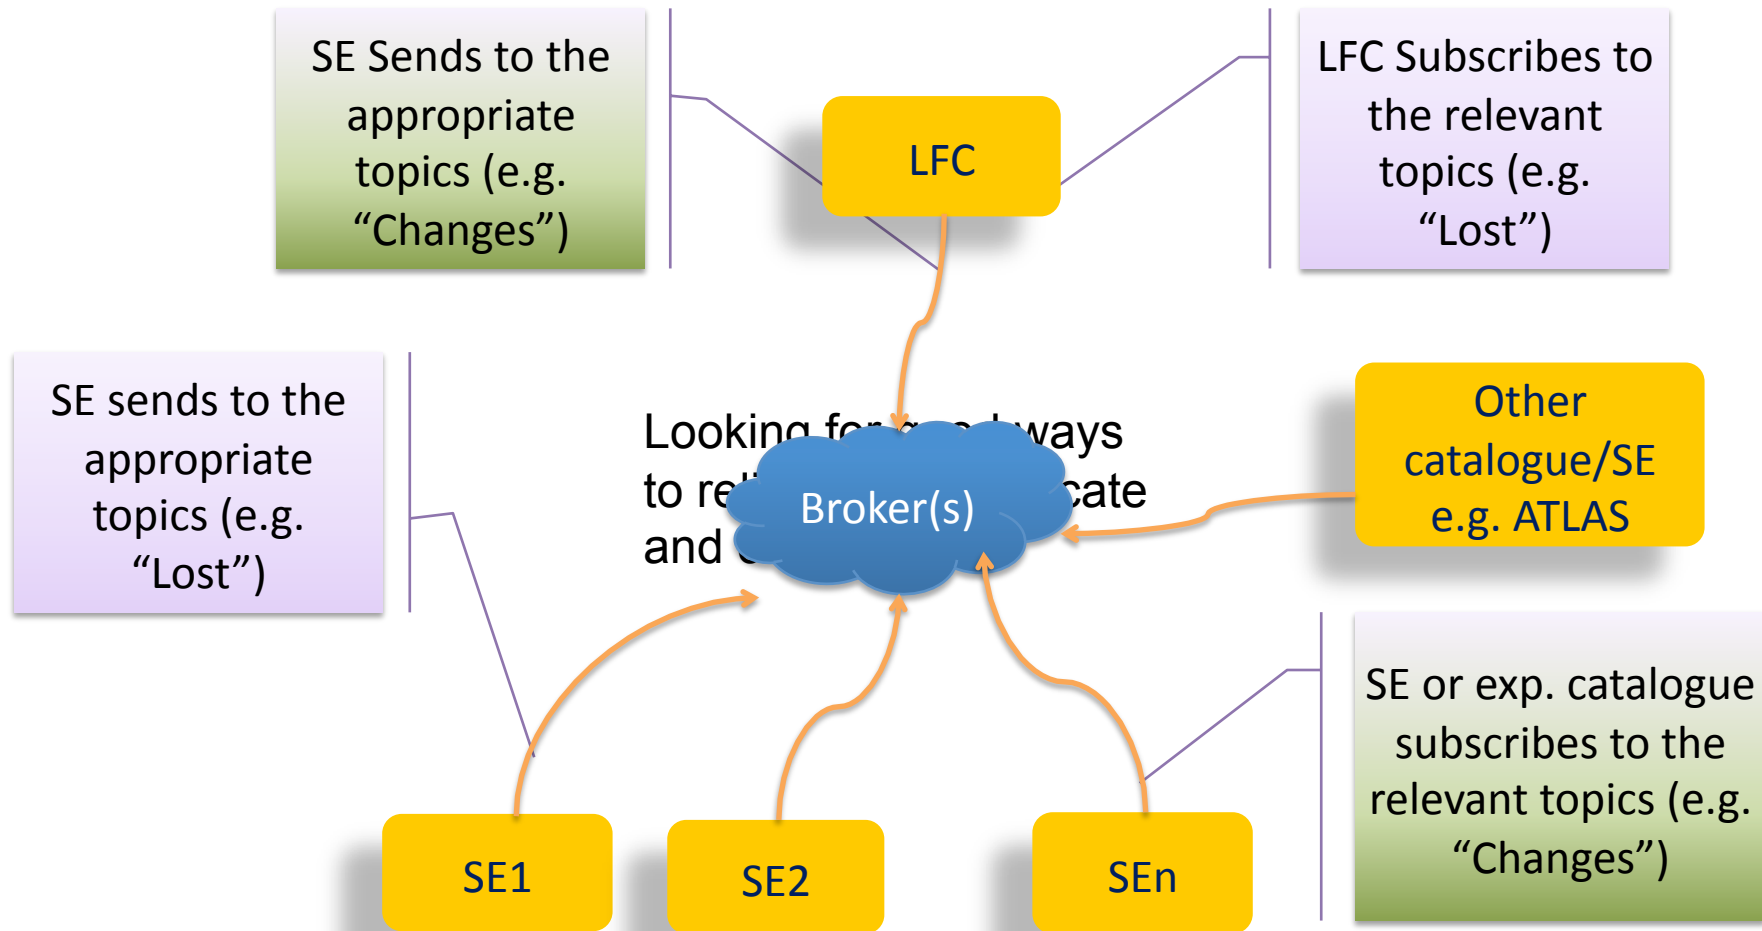 SE Sends to the
appropriate
topics (e.g.
“Changes”)
LFC
LFC Subscribes to
the relevant
topics (e.g.
“Lost”)
SE sends to the
appropriate
topics (e.g.
“Lost”)
Looking for ways
to cate
and
Broker(s)
Other
catalogue/SE
e.g. ATLAS
SE or exp. catalogue
subscribes to the
relevant topics (e.g.
“Changes”)
SE1
SE2
SEn